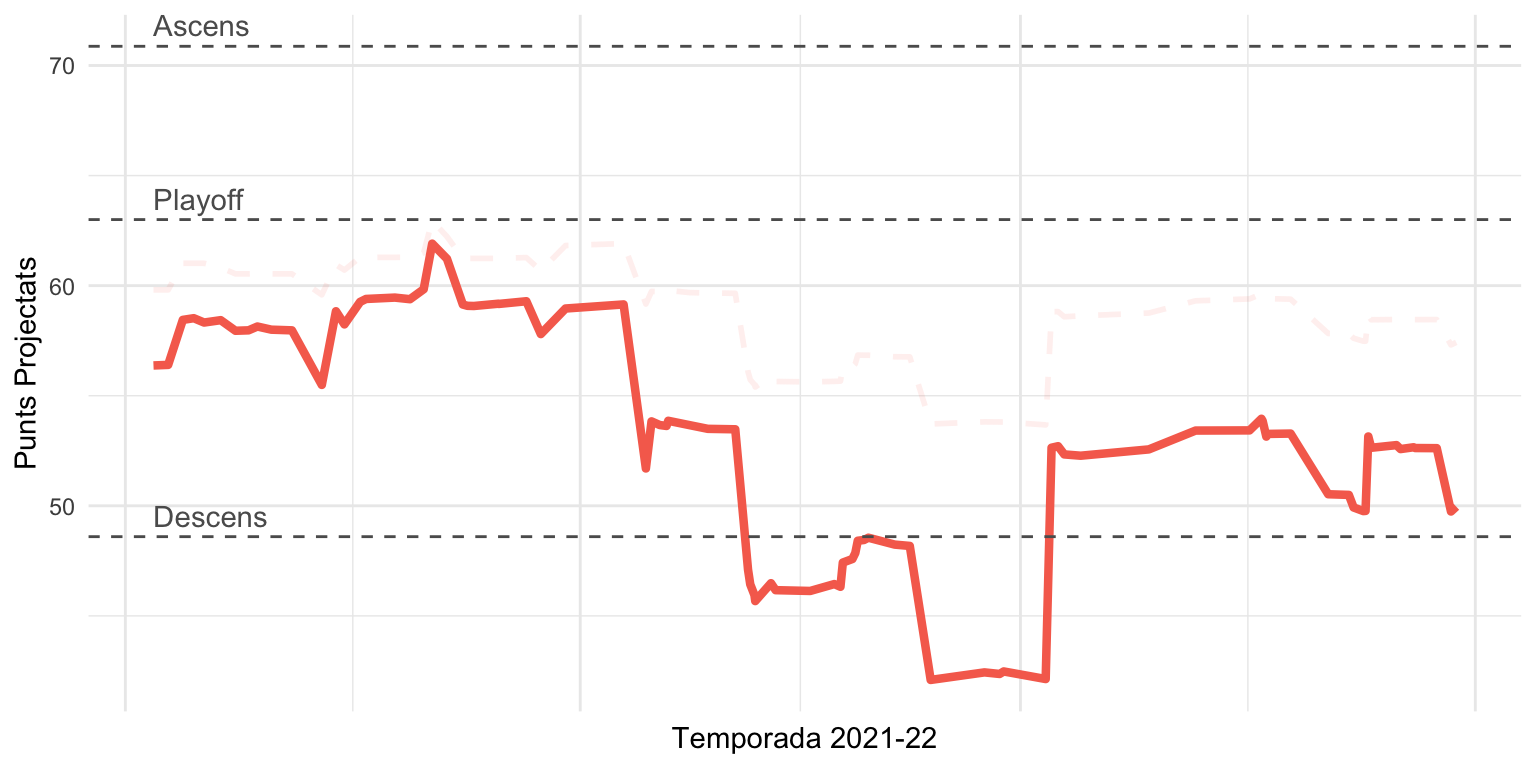 Ascens
70
Playoff
60
Punts Projectats
Descens
50
Temporada 2021-22